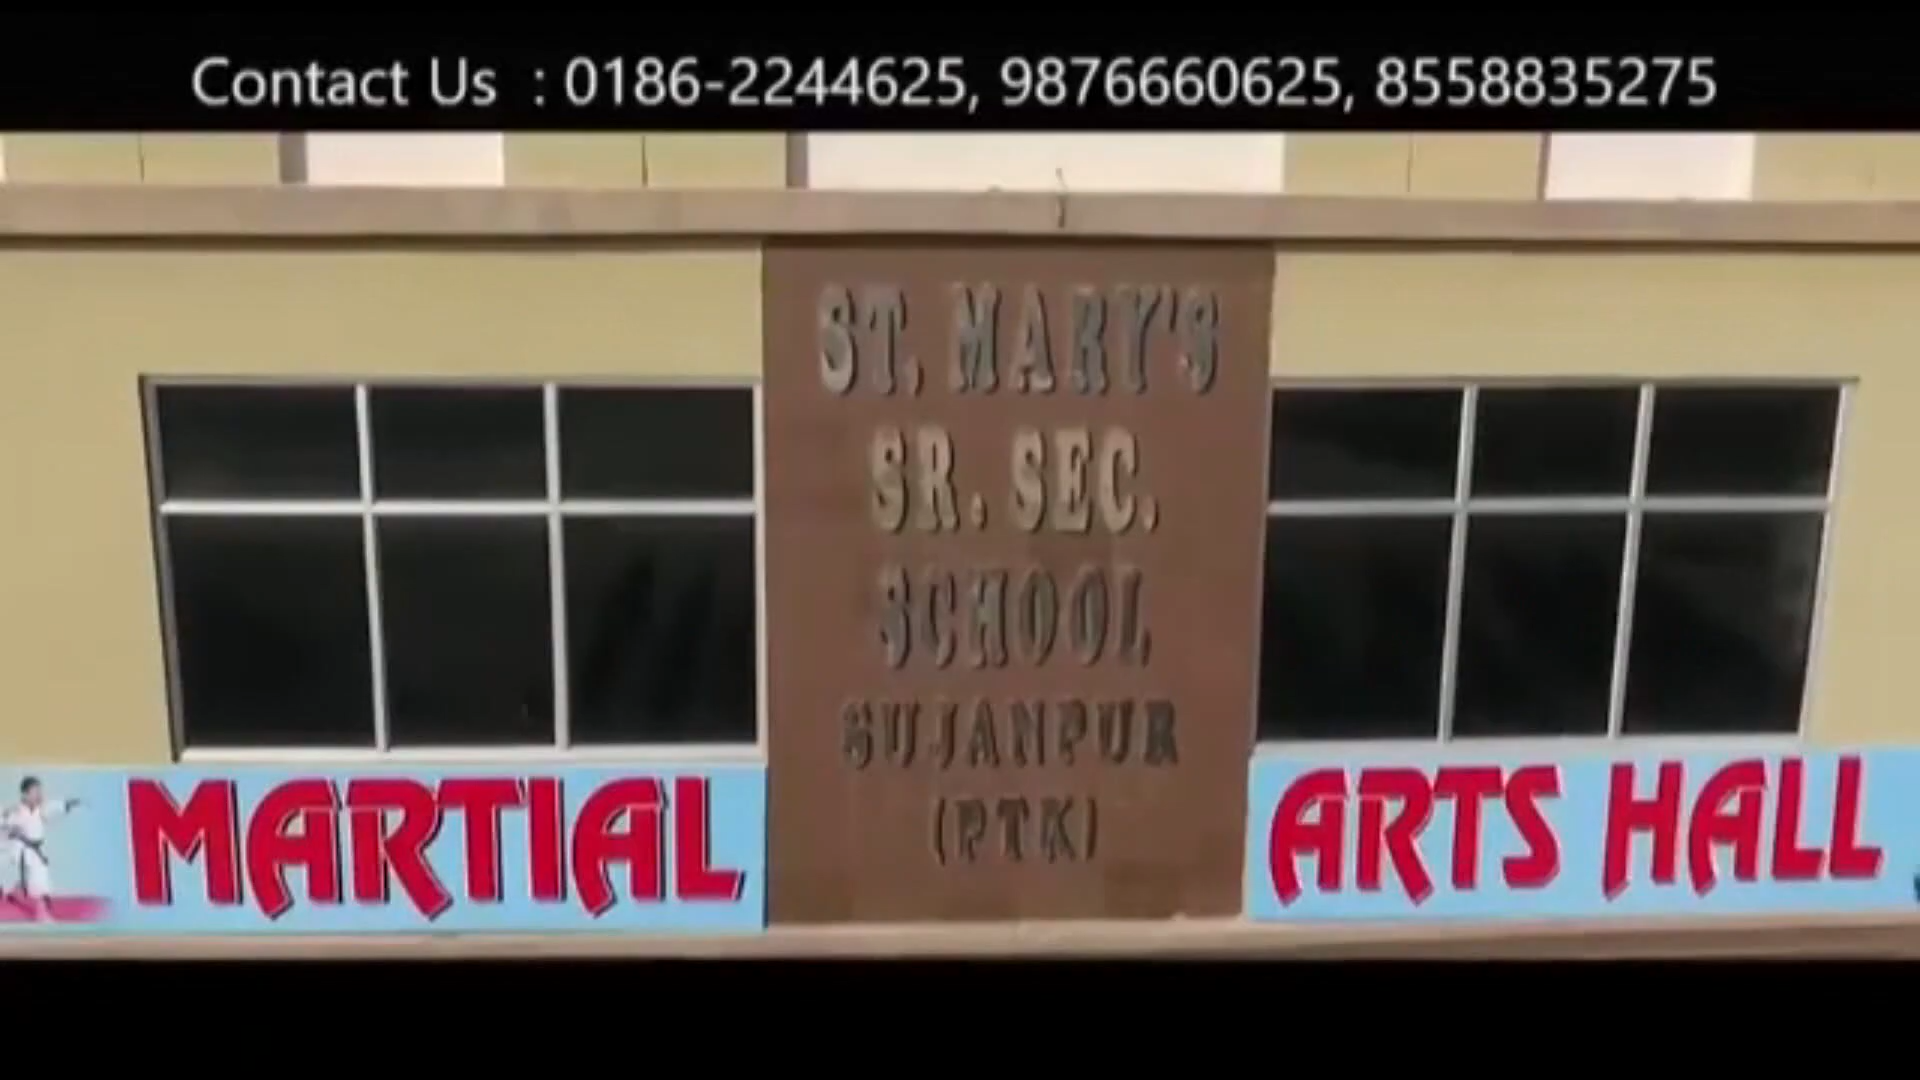 Contact Us : 0186-2244625, 9876660625, 8558835275
ST. MARY'S
SR. SEC.
SCHOOL
SUJANPUR
(PTK)
MARTIAL ARTS HALL